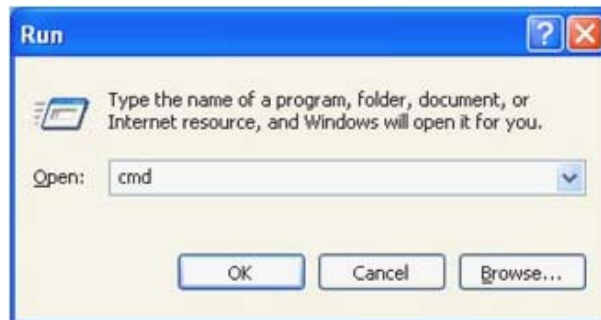 Run
Type the name of a program, folder, document, or
Internet resource, and Windows will open it for you.
Open:
cmd
OK
Cancel
Browse...